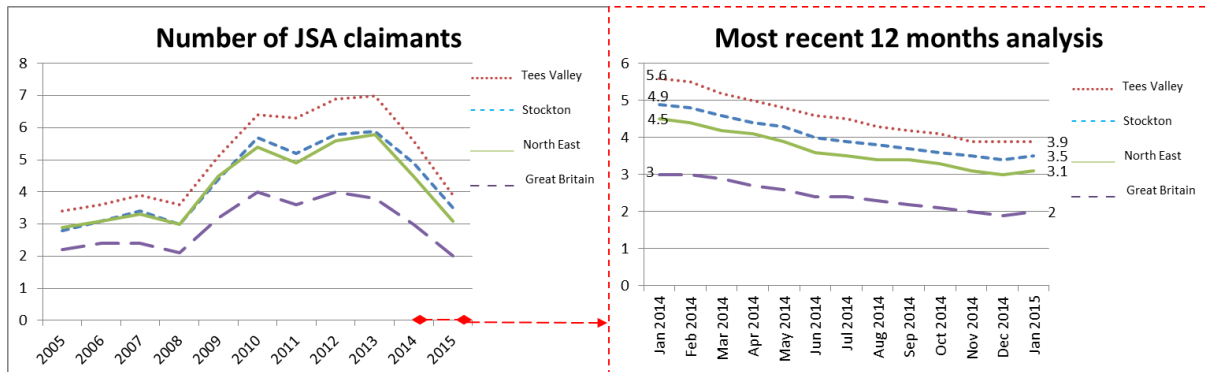 Number of JSA claimants
8
7
6
5
4
3
2
1
0
2005
2006
2007
2008
2009
2010
2011
2012
2013
2014
2015
Tees Valley
Stockton
North East
Great Britain
Most recent 12 months analysis
6
5
4
3
2
1
0
5.6
4.9
4.5
3
3.9
3.5
3.1
2
Jan 2014
Feb 2014
Mar 2014
Apr 2014
May 2014
Jun 2014
Jul 2014
Aug 2014
Sep 2014
Oct 2014
Nov 2014
Dec 2014
Jan 2015
Tees Valley
Stockton
North East
Great Britain